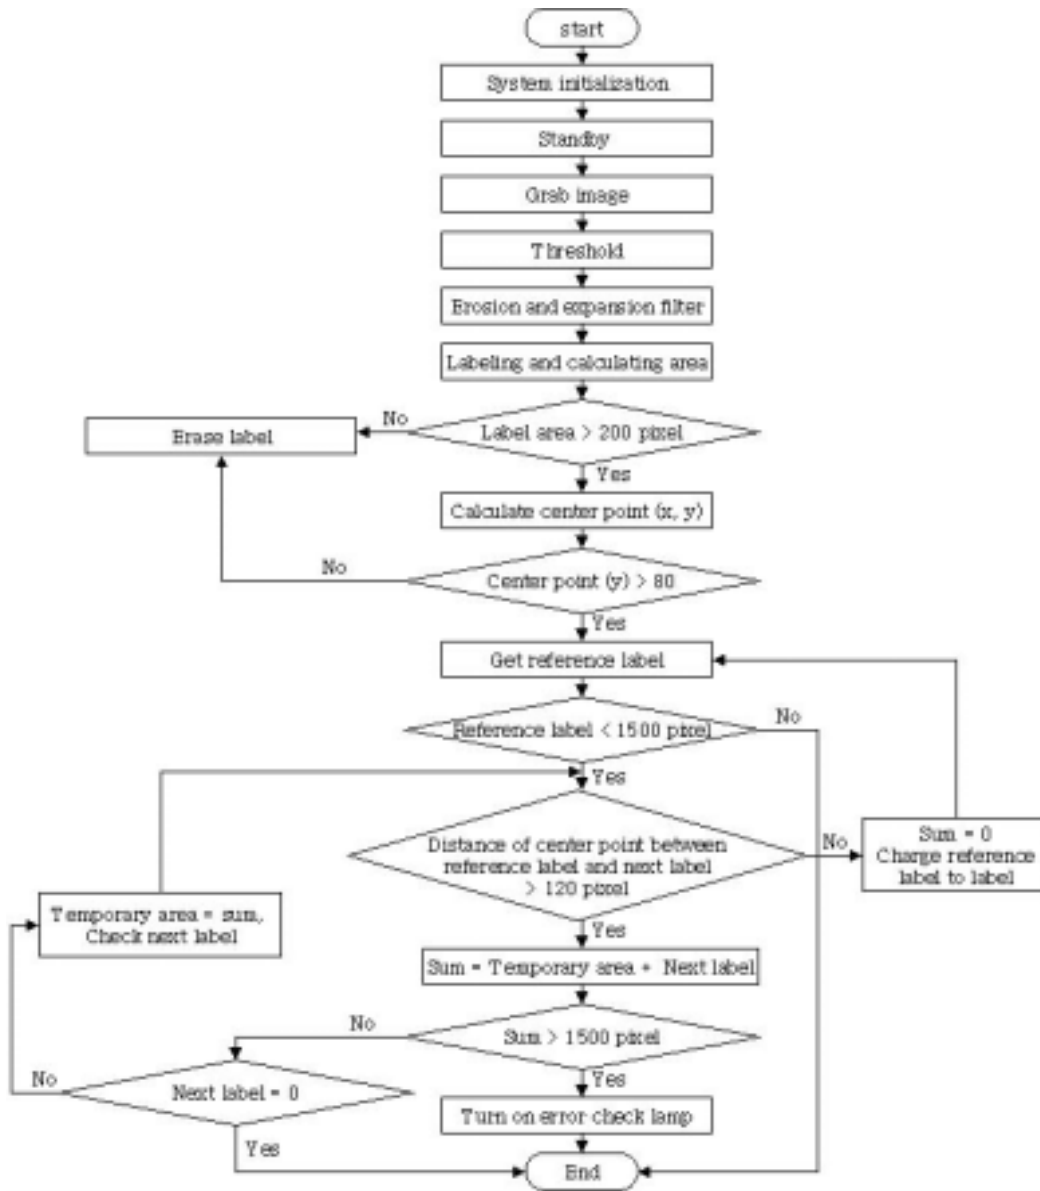 start
System initialization
Standby
Grab image
Threshold
Erosion and expansion filter
Labeling and calculating area
No
Erase label
Label area > 200 pixel
Yes
Calculate center point (x, y)
No
Center point (y) > 80
Yes
Get reference label
Reference label < 1500 pixel
No
Yes
Distance of center point between
reference label and next label
> 120 pixel
No
Sum = 0
Charge reference
label to label
Temporary area = sum,
Check next label
Yes
Sum = Temporary area + Next label
No
Sum > 1500 pixel
No
Next label = 0
Yes
Turn on error check lamp
Yes
End